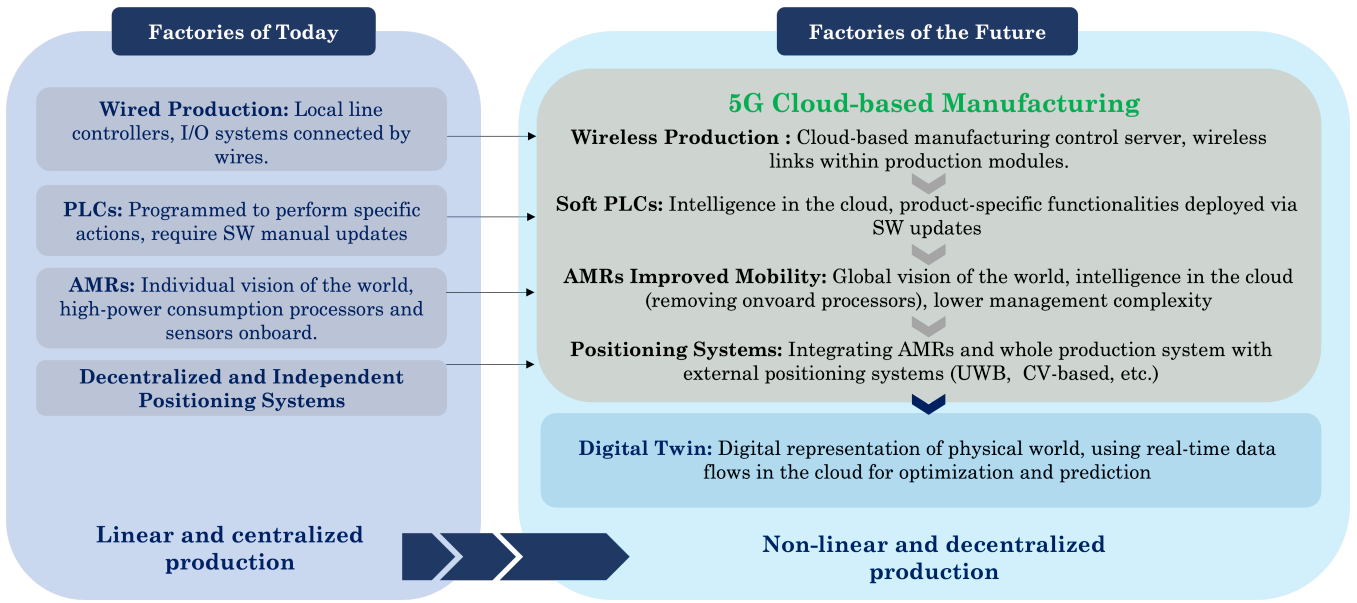 Factories of Today
Wired Production: Local line
controllers, I/O systems connected by
wires.
PLCs: Programmed to perform specific
actions, require SW manual updates
AMRs: Individual vision of the world,
high-power consumption processors and
sensors onboard.
Decentralized and Independent
Positioning Systems
Linear and centralized
production
Factories of the Future
5G Cloud-based Manufacturing
Wireless Production : Cloud-based manufacturing control server, wireless
links within production modules.
Soft PLCs: Intelligence in the cloud, product-specific functionalities deployed via
SW updates
AMRs Improved Mobility: Global vision of the world, intelligence in the cloud
(removing onvoard processors), lower management complexity
Positioning Systems: Integrating AMRs and whole production system with
external positioning systems (UWB,  CV-based, etc.)
Digital Twin: Digital representation of physical world, using real-time data
flows in the cloud for optimization and prediction
Non-linear and decentralized
production